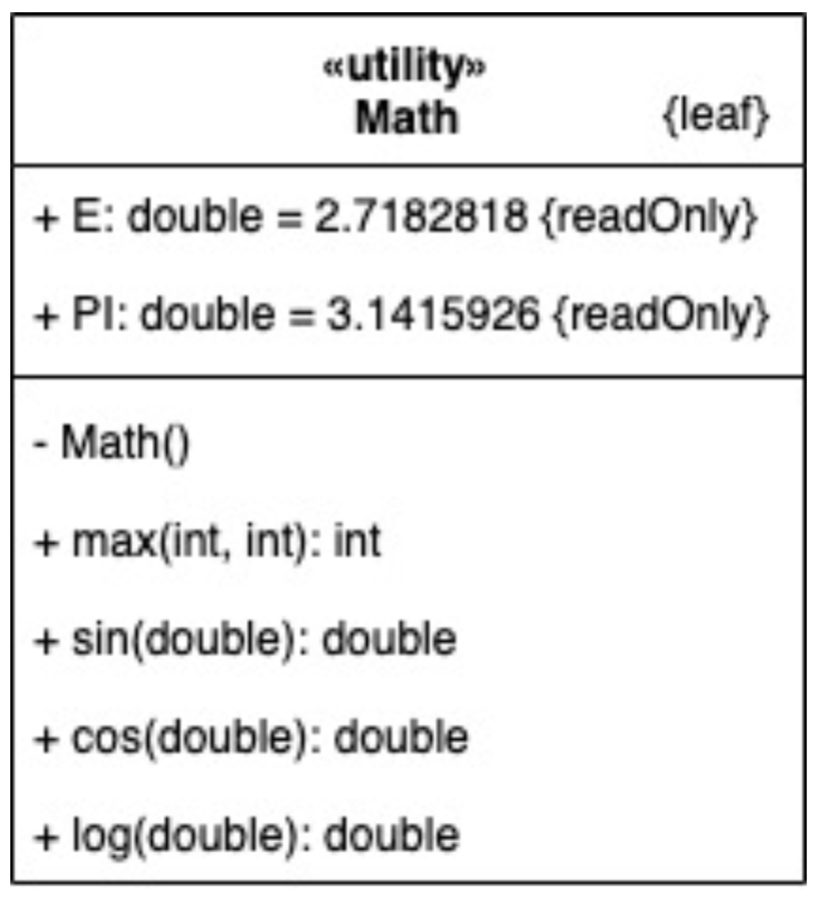 «utility»
Math {leaf}
+ E: double = 2.7182818 {readOnly}
+ PI: double = 3.1415926 {readOnly}
- Math()
+ max(int, int): int
+ sin(double): double
+ cos(double): double
+ log(double): double